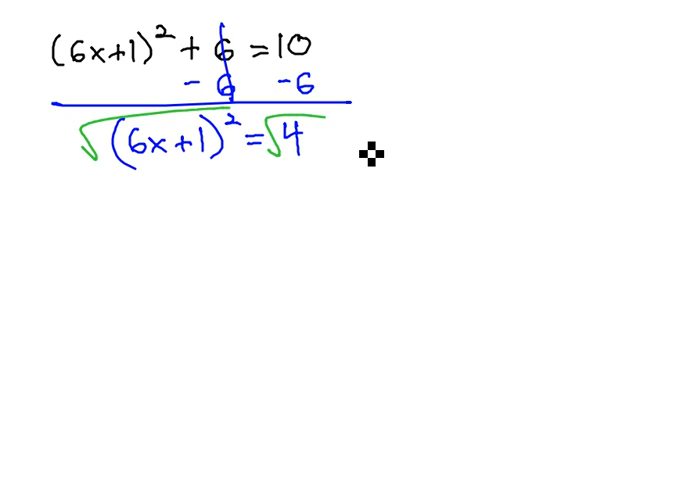 (6x+1)² + 6 = 10
- 6 -6
√(6x+1)² = √4